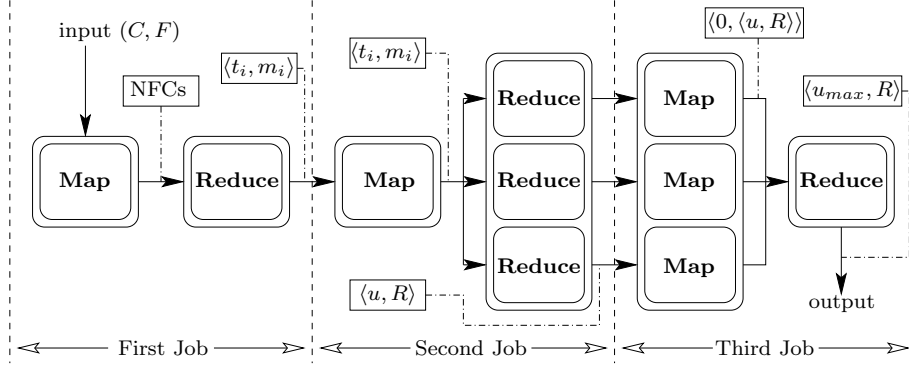 input (C, F)
⟨t_i, m_i⟩
⟨t_i, m_i⟩
⟨0, ⟨u, R⟩⟩
NFCs
⟨u_max, R⟩
Reduce
Map
Map
Reduce
Map
Reduce
Map
Reduce
Reduce
Map
⟨u, R⟩
output
First Job
Second Job
Third Job